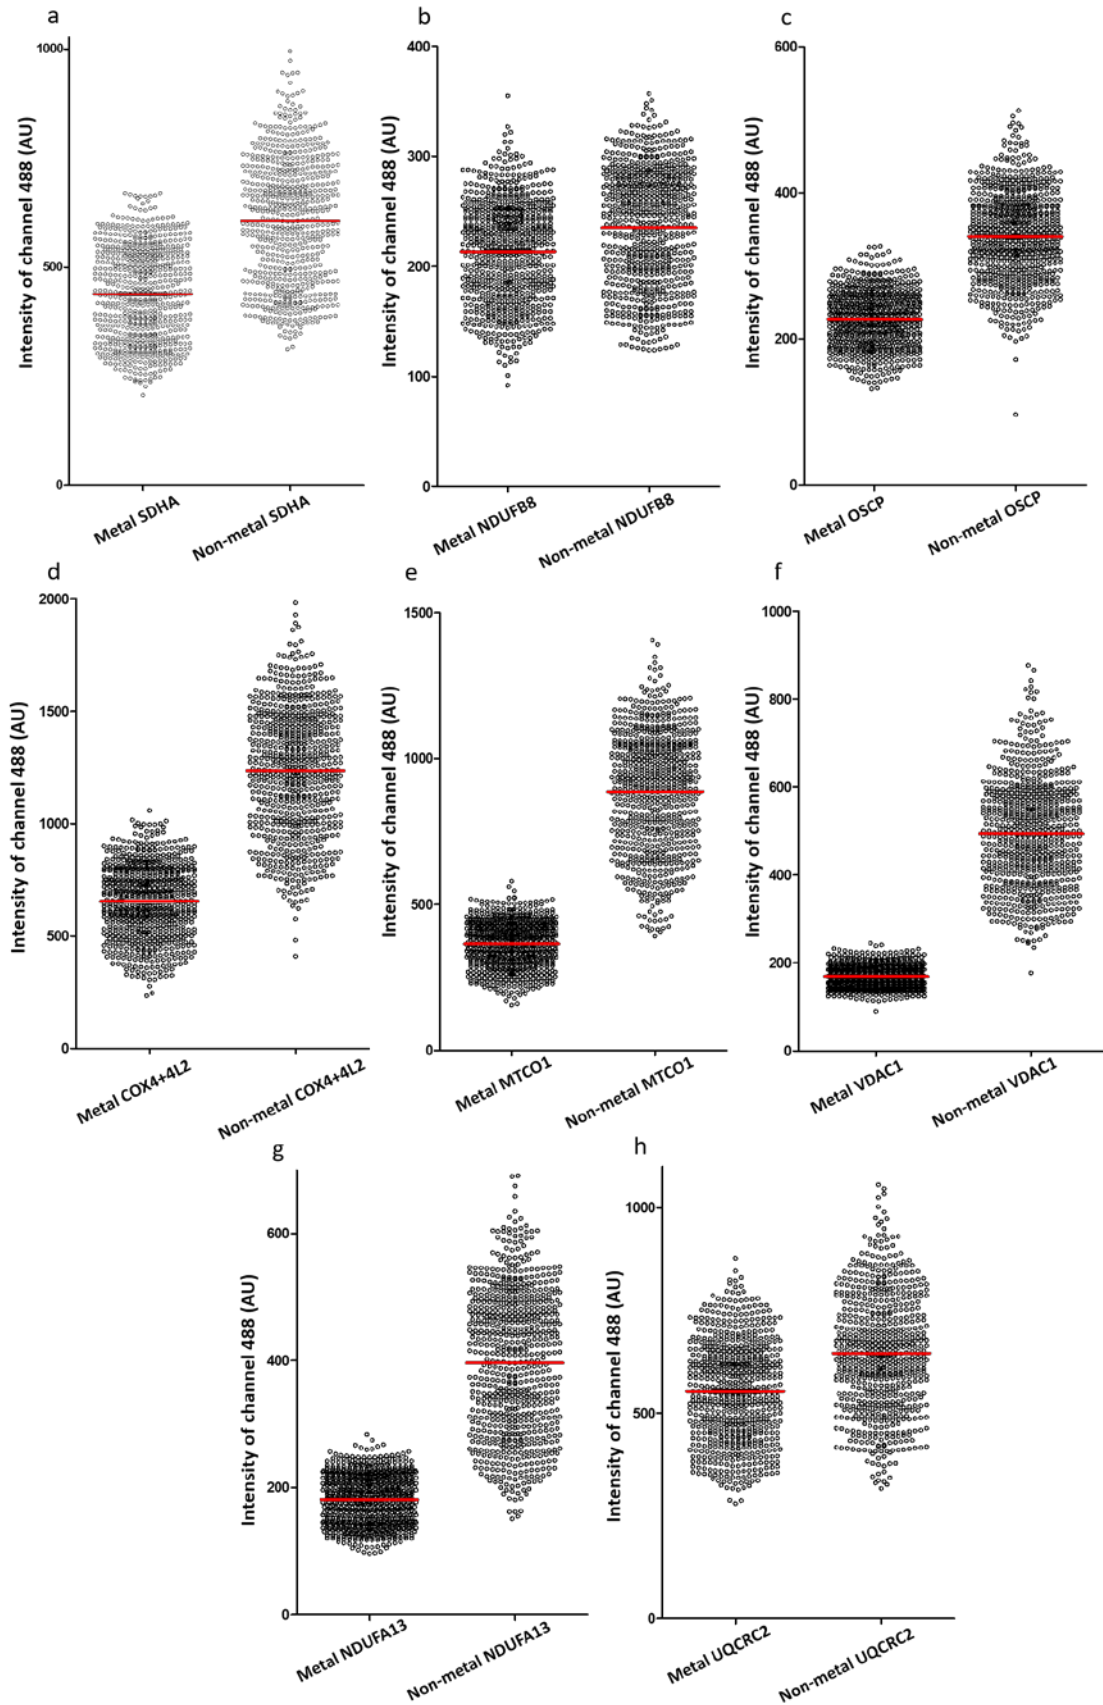 a
Intensity of channel 488 (AU)
1000
500
0
Metal SDHA
Non-metal SDHA
b
Intensity of channel 488 (AU)
400
300
200
100
0
Metal NDUFB8
Non-metal NDUFB8
c
Intensity of channel 488 (AU)
600
400
200
0
Metal OSCP
Non-metal OSCP
d
Intensity of channel 488 (AU)
2000
1500
1000
500
0
Metal COX4+4L2
Non-metal COX4+4L2
e
Intensity of channel 488 (AU)
1500
1000
500
0
Metal MTCO1
Non-metal MTCO1
f
Intensity of channel 488 (AU)
1000
800
600
400
200
0
Metal VDAC1
Non-metal VDAC1
g
Intensity of channel 488 (AU)
600
400
200
0
Metal NDUFA13
Non-metal NDUFA13
h
Intensity of channel 488 (AU)
1000
500
0
Metal UQCRC2
Non-metal UQCRC2